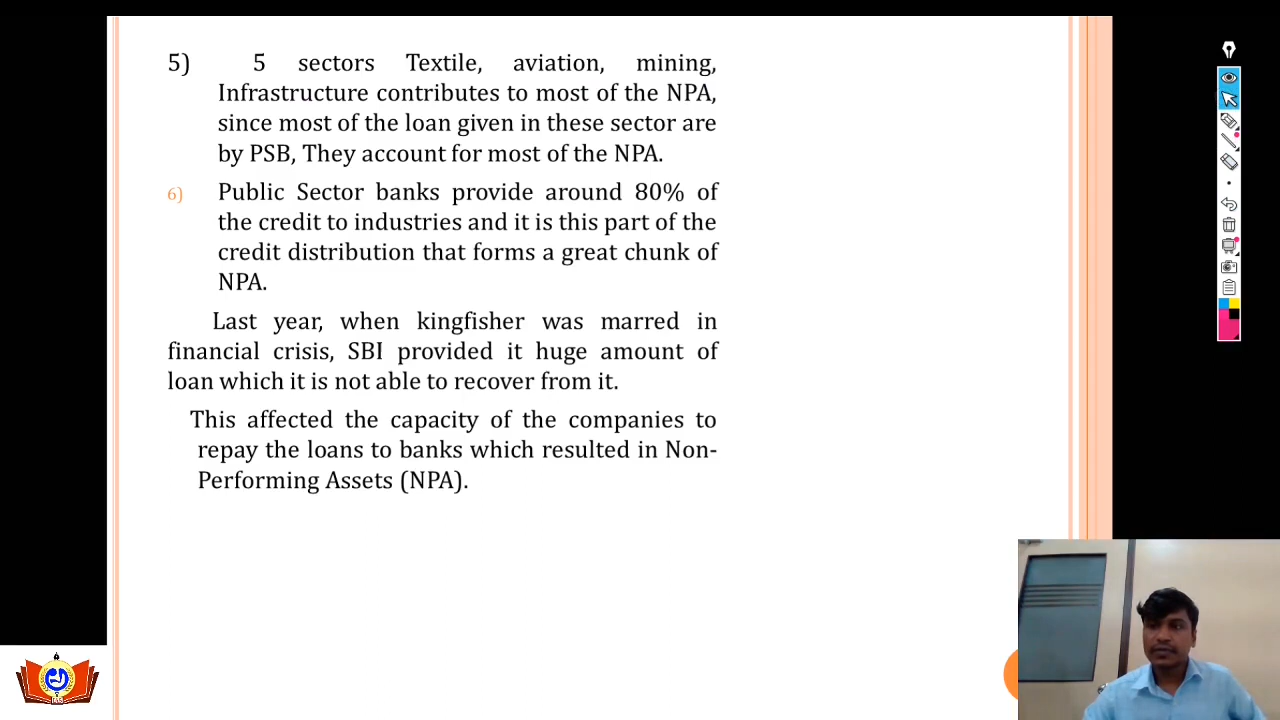 5) 5 sectors Textile, aviation, mining,
Infrastructure contributes to most of the NPA,
since most of the loan given in these sector are
by PSB, They account for most of the NPA.
6) Public Sector banks provide around 80% of
the credit to industries and it is this part of the
credit distribution that forms a great chunk of
NPA.
Last year, when kingfisher was marred in
financial crisis, SBI provided it huge amount of
loan which it is not able to recover from it.
This affected the capacity of the companies to
repay the loans to banks which resulted in Non-
Performing Assets (NPA).